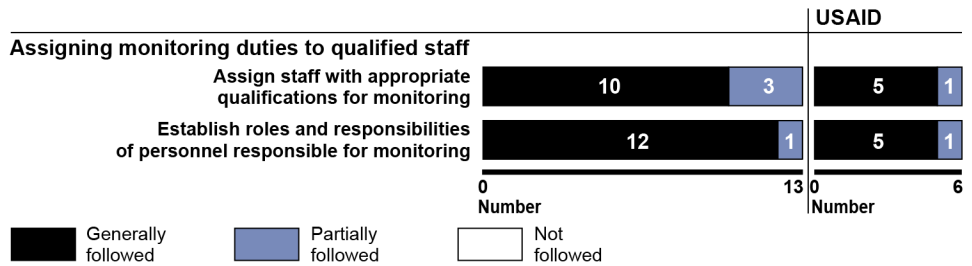 USAID
Assigning monitoring duties to qualified staff
Assign staff with appropriate
qualifications for monitoring
10 3 5 1
Establish roles and responsibilities
of personnel responsible for monitoring
12 1 5 1
0 13 0 6
Number Number
Generally
followed
Partially
followed
Not
followed